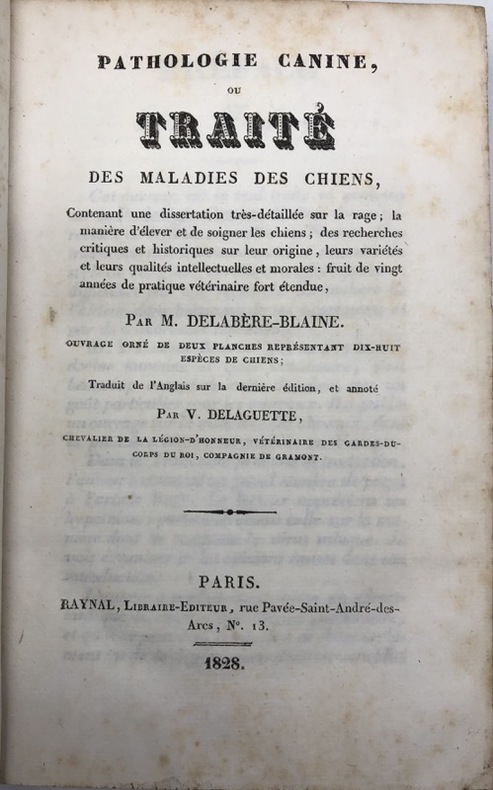 PATHOLOGIE CANINE,
OU
TRAITÉ
DES MALADIES DES CHIENS,
Contenant une dissertation très-détaillée sur la rage ; la
manière d'élever et de soigner les chiens ; des recherches
critiques et historiques sur leur origine , leurs variétés
et leurs qualités intellectuelles et morales : fruit de vingt
années de pratique vétérinaire fort étendue ,
PAR M. DELABÈRE-BLAINE.
OUVRAGE ORNÉ DE DEUX PLANCHES REPRÉSENTANT DIX-HUIT
ESPÈCES DE CHIENS ;
Traduit de l'Anglais sur la dernière édition, et annoté
PAR V. DELAGUETTE,
CHEVALIER DE LA LÉGION-D'HONNEUR, VÉTÉRINAIRE DES GARDES-DU-
CORPS DU ROI, COMPAGNIE DE GRAMONT.
PARIS.
RAYNAL, LIBRAIRE-EDITEUR, rue Pavée-Saint-André-des-
Arcs, N°. 13.
1828.